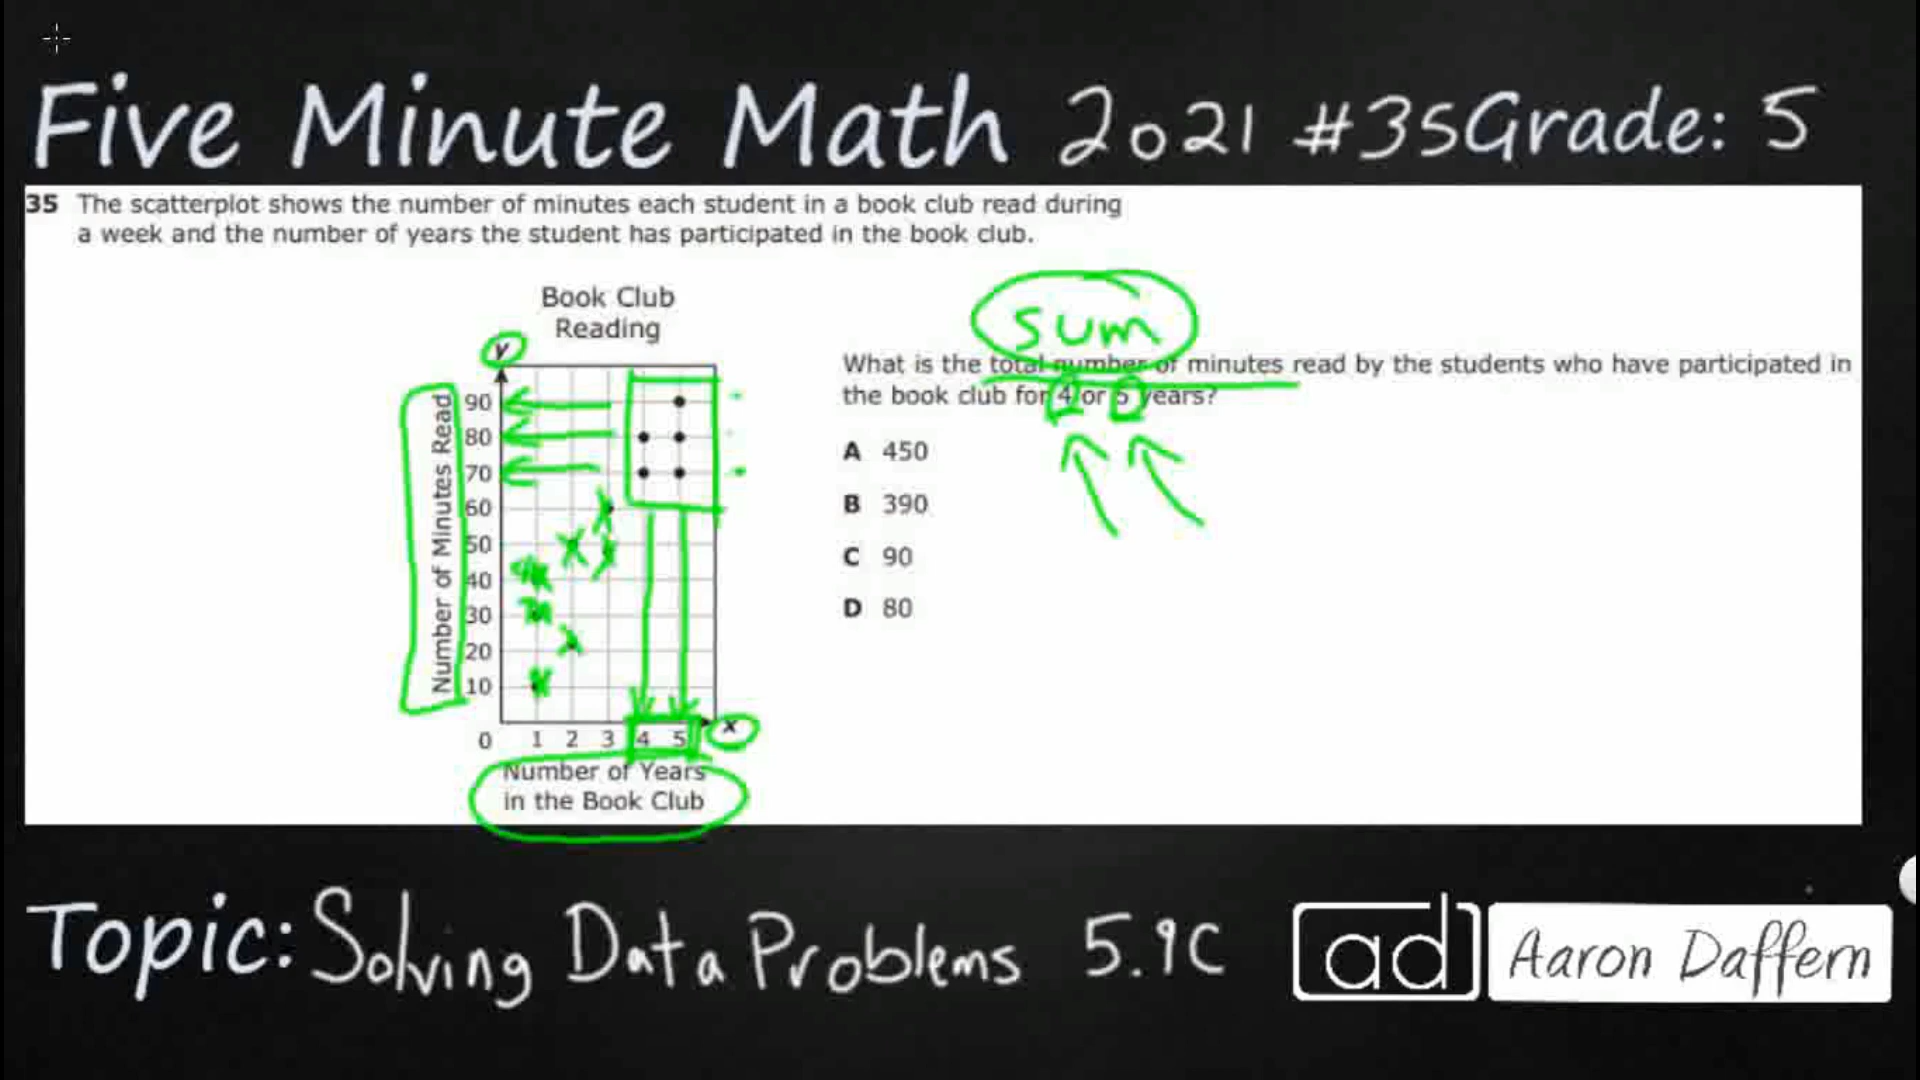 Five Minute Math 2021 #35 Grade: 5
35 The scatterplot shows the number of minutes each student in a book club read during
a week and the number of years the student has participated in the book club.
Book Club
Reading
y
Number of Minutes Read
90
80
70
60
50
40
30
20
10
0 1 2 3 4 5 x
Number of Years
in the Book Club
sum
What is the total number of minutes read by the students who have participated in
the book club for 4 or 5 years?
A 450
B 390
C 90
D 80
Topic: Solving Data Problems 5.9C
ad Aaron Daffern